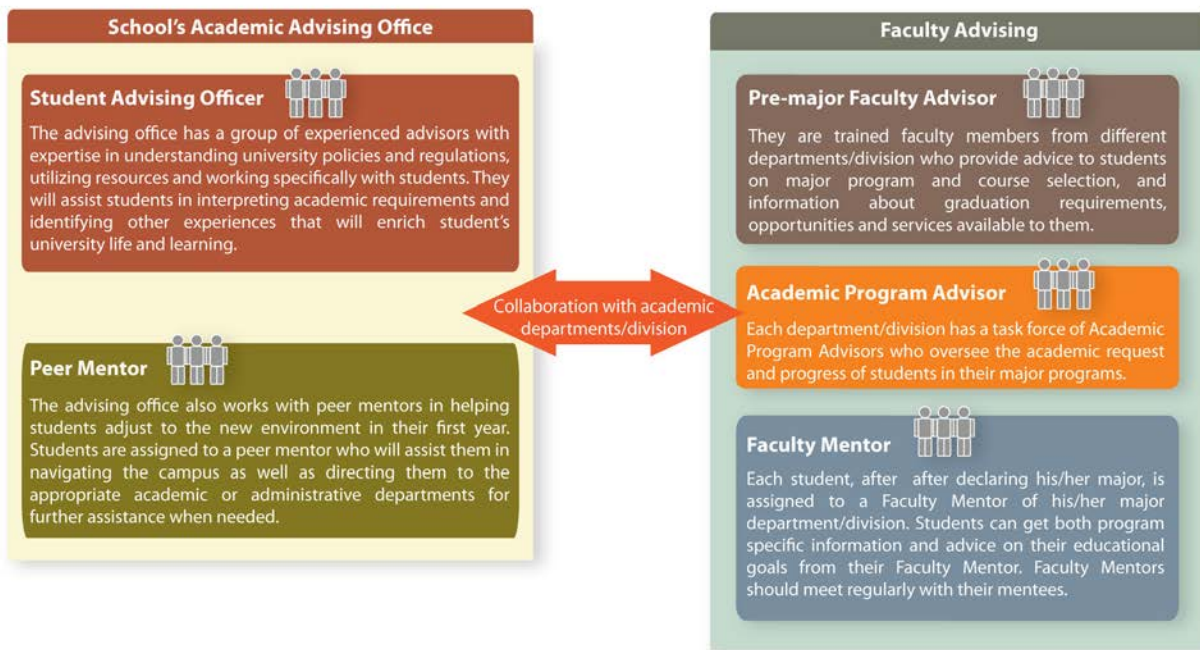 School's Academic Advising Office
Student Advising Officer
The advising office has a group of experienced advisors with
expertise in understanding university policies and regulations,
utilizing resources and working specifically with students. They
will assist students in interpreting academic requirements and
identifying other experiences that will enrich student's
university life and learning.
Peer Mentor
The advising office also works with peer mentors in helping
students adjust to the new environment in their first year.
Students are assigned to a peer mentor who will assist them in
navigating the campus as well as directing them to the
appropriate academic or administrative departments for
further assistance when needed.
Collaboration with academic
departments/division
Faculty Advising
Pre-major Faculty Advisor
They are trained faculty members from different
departments/division who provide advice to students
on major program and course selection, and
information about graduation requirements,
opportunities and services available to them.
Academic Program Advisor
Each department/division has a task force of Academic
Program Advisors who oversee the academic request
and progress of students in their major programs.
Faculty Mentor
Each student, after after declaring his/her major, is
assigned to a Faculty Mentor of his/her major
department/division. Students can get both program
specific information and advice on their educational
goals from their Faculty Mentor. Faculty Mentors
should meet regularly with their mentees.